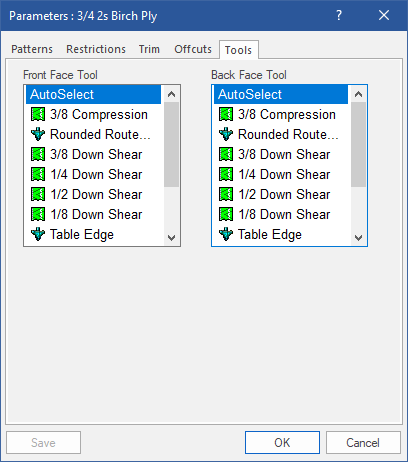 Parameters : 3/4 2s Birch Ply
?
Patterns Restrictions Trim Offcuts Tools
Front Face Tool Back Face Tool
AutoSelect AutoSelect
3/8 Compression 3/8 Compression
Rounded Route... Rounded Route...
3/8 Down Shear 3/8 Down Shear
1/4 Down Shear 1/4 Down Shear
1/2 Down Shear 1/2 Down Shear
1/8 Down Shear 1/8 Down Shear
Table Edge Table Edge
Save OK Cancel